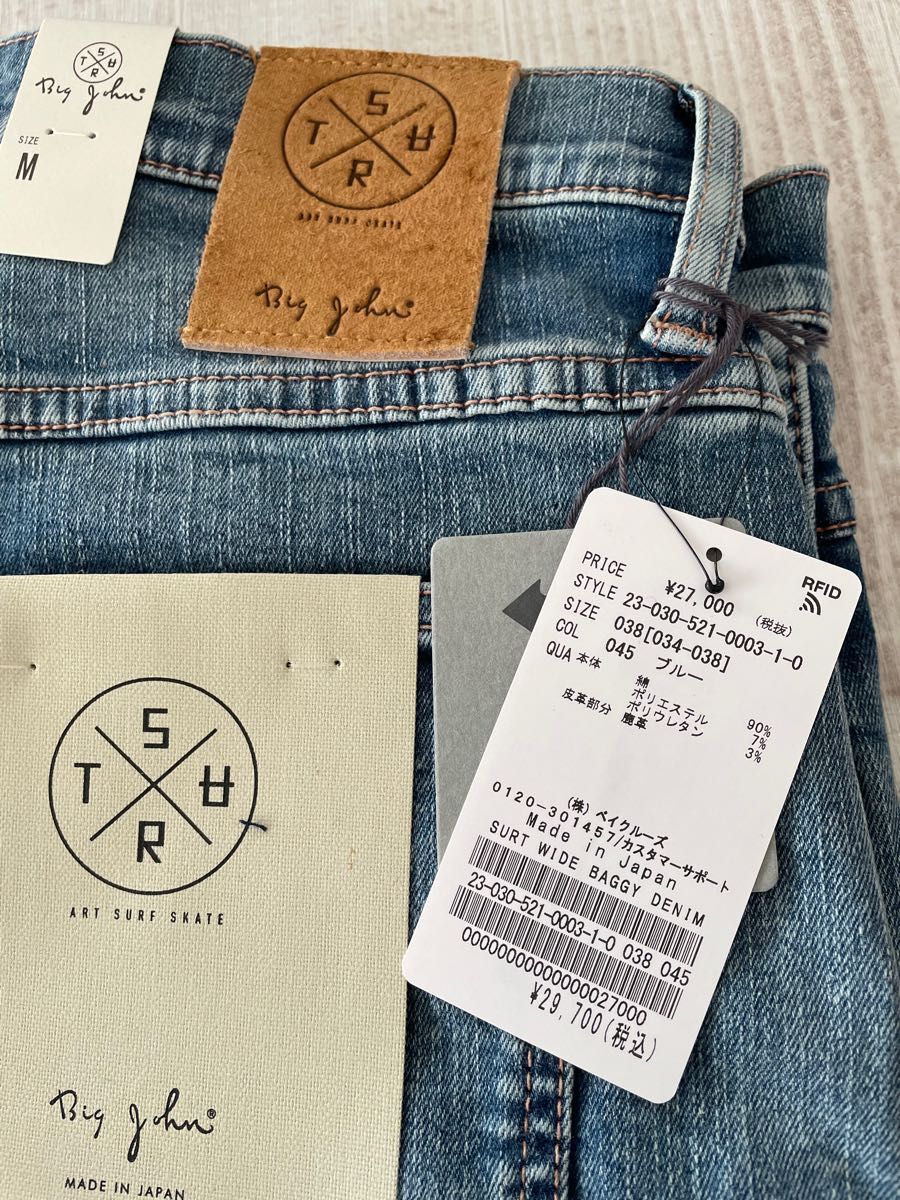 S
T A
R
Big John
SIZE
M
S
T A
R
ART SURF SKATE
Big John®
PRICE ¥27,000 (税抜)
RFID
STYLE 23-030-521-0003-1-0
SIZE 038[034-038]
COL 045 ブルー
QUA 本体 綿 90%
ポリエステル 7%
ポリウレタン 3%
皮革部分 鹿革
(株) ベイクルーズ
0120-301457/カスタマーサポート
Made in Japan
SURT WIDE BAGGY DENIM
23-030-521-0003-1-0 038 045
0000000000000027000
¥29,700(税込)
S
T A
R
ART SURF SKATE
Big John®
MADE IN JAPAN